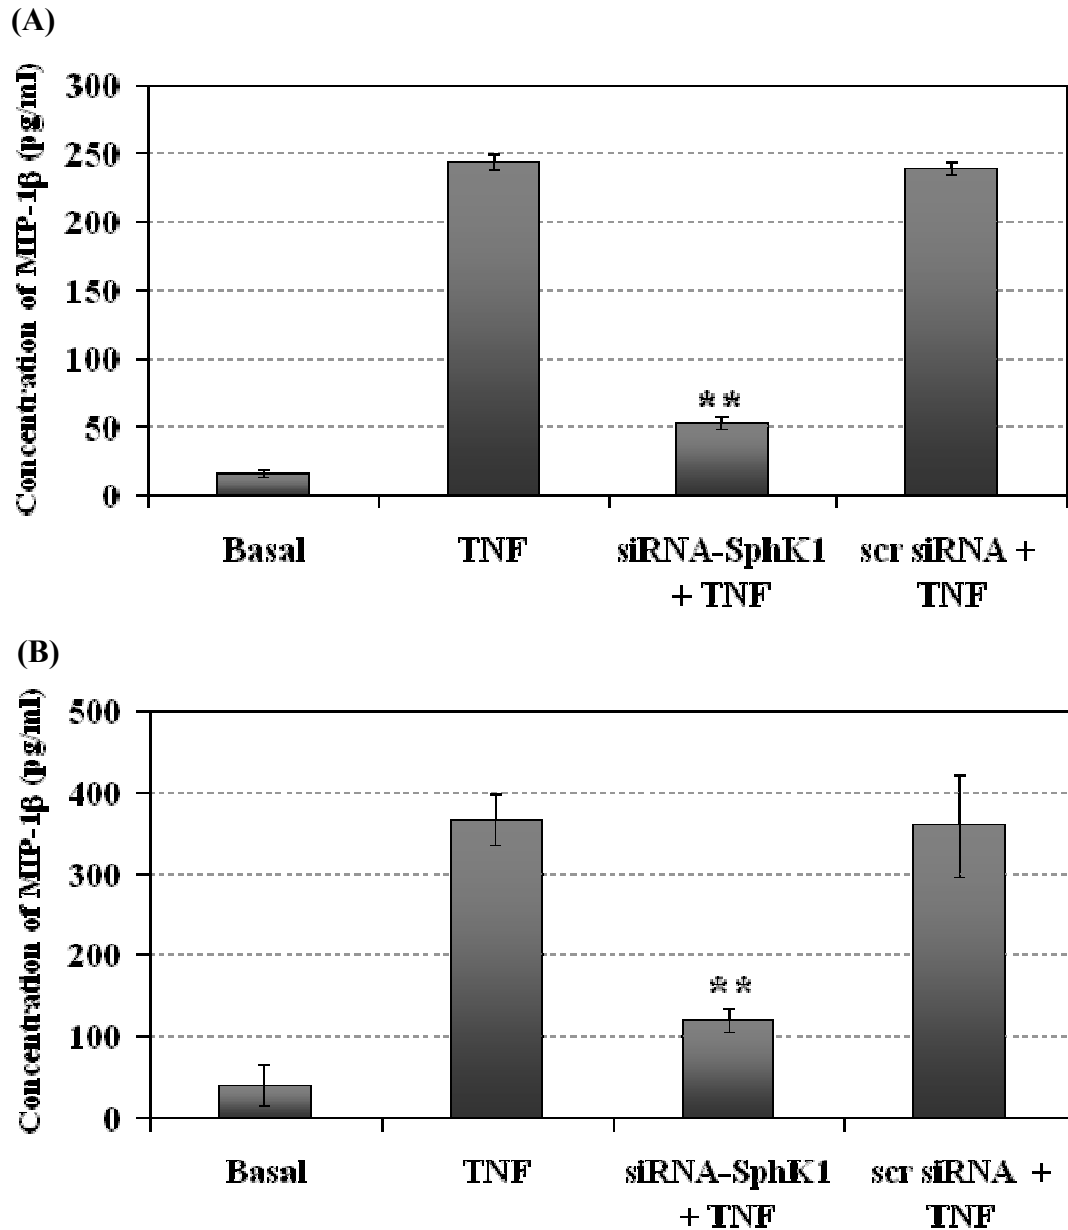 (A)
Concentration of MIP-1β (pg/ml)
300
250
200
150
100
50
0
**
Basal
TNF
siRNA-SphK1
+ TNF
scr siRNA +
TNF
(B)
Concentration of MIP-1β (pg/ml)
500
400
300
200
100
0
**
Basal
TNF
siRNA-SphK1
+ TNF
scr siRNA +
TNF